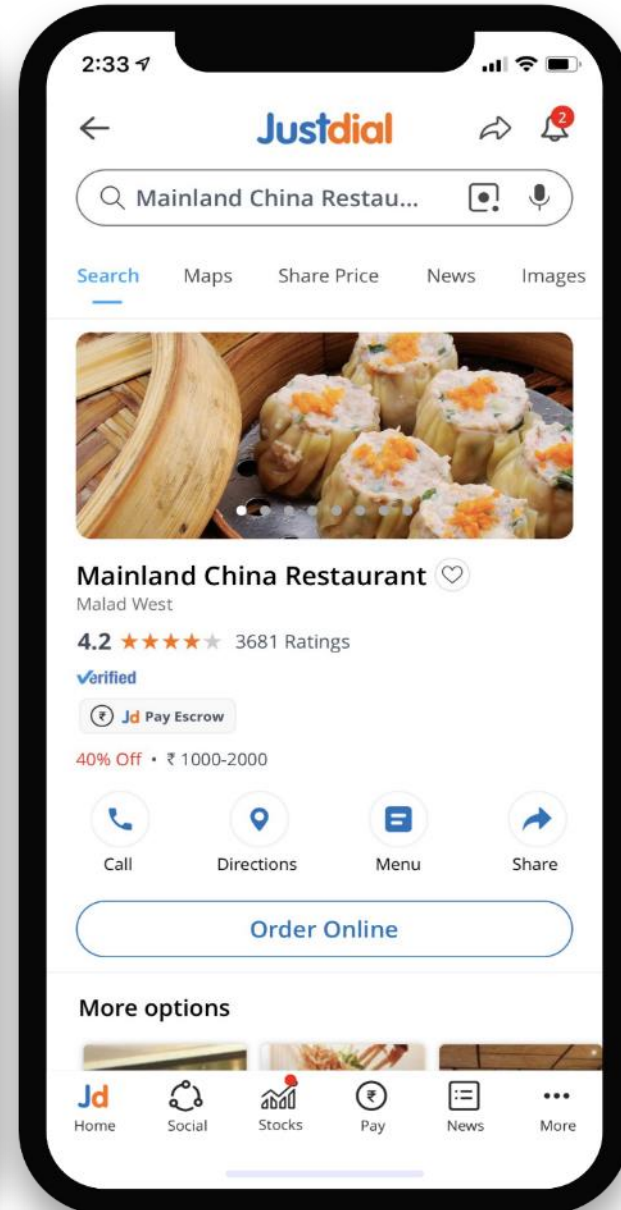 2:33
Justdial
2
Mainland China Restau...
Search Maps Share Price News Images
Mainland China Restaurant
Malad West
4.2 ★★★★★ 3681 Ratings
Verified
₹ Jd Pay Escrow
40% Off • ₹ 1000-2000
Call Directions Menu Share
Order Online
More options
Jd
₹
Home Social Stocks Pay News More